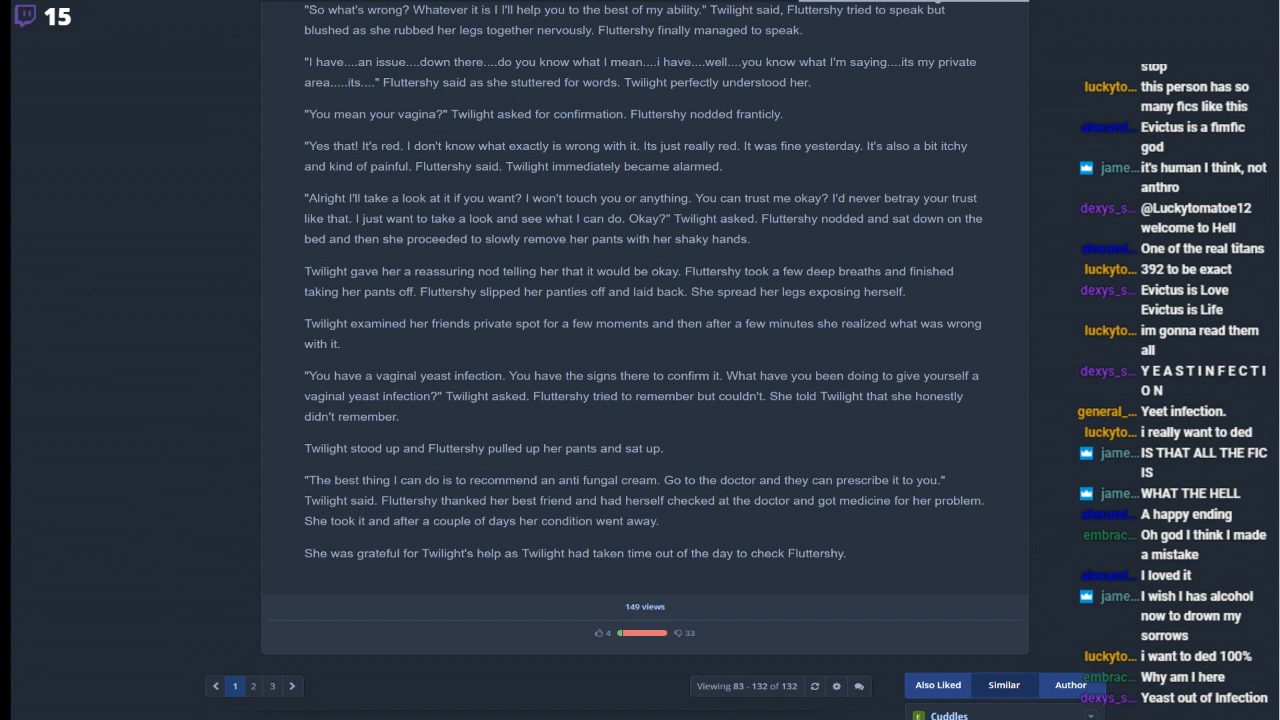 15
"So what's wrong? Whatever it is I I'll help you to the best of my ability." Twilight said, Fluttershy tried to speak but
blushed as she rubbed her legs together nervously. Fluttershy finally managed to speak.
"I have....an issue....down there....do you know what I mean....i have....well....you know what I'm saying....its my private
area.....its...." Fluttershy said as she stuttered for words. Twilight perfectly understood her.
"You mean your vagina?" Twilight asked for confirmation. Fluttershy nodded franticly.
"Yes that! It's red. I don't know what exactly is wrong with it. Its just really red. It was fine yesterday. It's also a bit itchy
and kind of painful. Fluttershy said. Twilight immediately became alarmed.
"Alright I'll take a look at it if you want? I won't touch you or anything. You can trust me okay? I'd never betray your trust
like that. I just want to take a look and see what I can do. Okay?" Twilight asked. Fluttershy nodded and sat down on the
bed and then she proceeded to slowly remove her pants with her shaky hands.
Twilight gave her a reassuring nod telling her that it would be okay. Fluttershy took a few deep breaths and finished
taking her pants off. Fluttershy slipped her panties off and laid back. She spread her legs exposing herself.
Twilight examined her friends private spot for a few moments and then after a few minutes she realized what was wrong
with it.
"You have a vaginal yeast infection. You have the signs there to confirm it. What have you been doing to give yourself a
vaginal yeast infection?" Twilight asked. Fluttershy tried to remember but couldn't. She told Twilight that she honestly
didn't remember.
Twilight stood up and Fluttershy pulled up her pants and sat up.
"The best thing I can do is to recommend an anti fungal cream. Go to the doctor and they can prescribe it to you."
Twilight said. Fluttershy thanked her best friend and had herself checked at the doctor and got medicine for her problem.
She took it and after a couple of days her condition went away.
She was grateful for Twilight's help as Twilight had taken time out of the day to check Fluttershy.
149 views
4 33
1 2 3
Viewing 83 - 132 of 132
Also Liked Similar Author
Cuddles
stop
luckyto... this person has so
many fics like this
Evictus is a fimfic
god
jame... it's human I think, not
anthro
dexys_s... @Luckytomatoe12
welcome to Hell
One of the real titans
luckyto... 392 to be exact
dexys_s... Evictus is Love
Evictus is Life
luckyto... im gonna read them
all
dexys_s... Y E A S T I N F E C T I
O N
general_... Yeet infection.
luckyto... i really want to ded
jame... IS THAT ALL THE FIC
IS
jame... WHAT THE HELL
A happy ending
embrac... Oh god I think I made
a mistake
I loved it
jame... I wish I has alcohol
now to drown my
sorrows
luckyto... i want to ded 100%
embrac... Why am I here
dexys_s... Yeast out of Infection